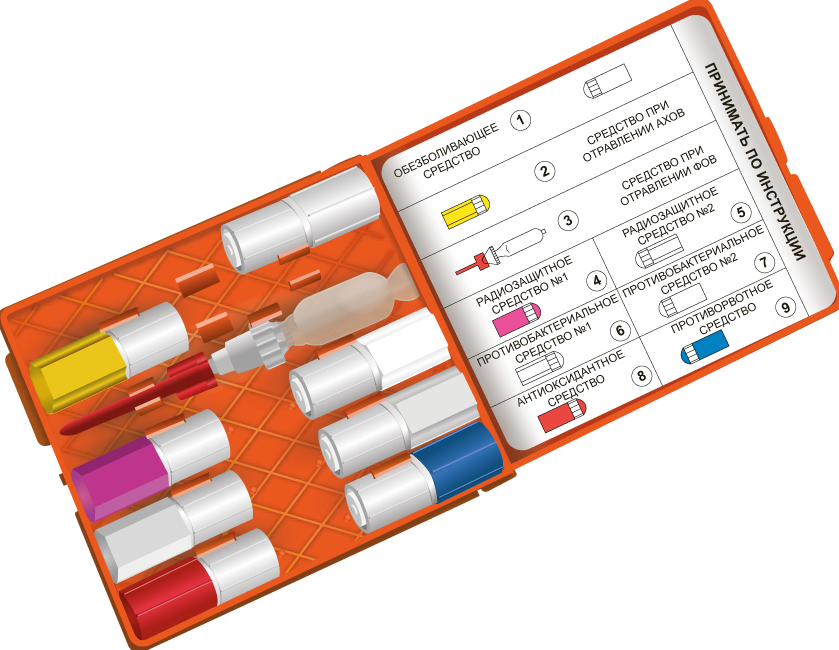 ПРИНИМАТЬ ПО ИНСТРУКЦИИ
1
ОБЕЗБОЛИВАЮЩЕЕ
СРЕДСТВО
2
СРЕДСТВО ПРИ
ОТРАВЛЕНИИ АХОВ
3
СРЕДСТВО ПРИ
ОТРАВЛЕНИИ ФОВ
РАДИОЗАЩИТНОЕ
СРЕДСТВО №1
4
РАДИОЗАЩИТНОЕ
СРЕДСТВО №2
5
ПРОТИВОБАКТЕРИАЛЬНОЕ
СРЕДСТВО №1
6
ПРОТИВОБАКТЕРИАЛЬНОЕ
СРЕДСТВО №2
7
АНТИОКСИДАНТНОЕ
СРЕДСТВО
8
ПРОТИВОРВОТНОЕ
СРЕДСТВО
9